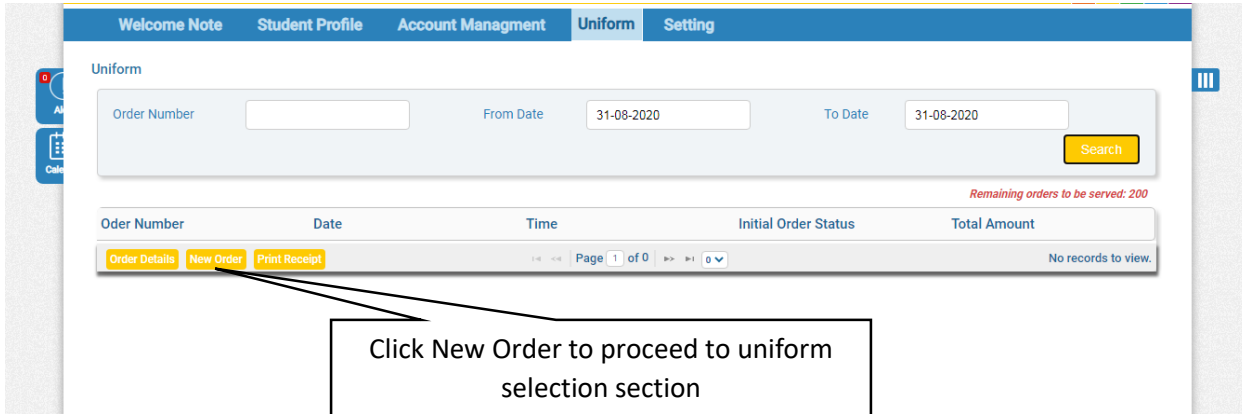 Welcome Note Student Profile Account Managment Uniform Setting
Uniform
0
Order Number From Date 31-08-2020 To Date 31-08-2020
Search
Remaining orders to be served: 200
Oder Number Date Time Initial Order Status Total Amount
Order Details New Order Print Receipt Page 1 of 0 0 No records to view.
Click New Order to proceed to uniform
selection section